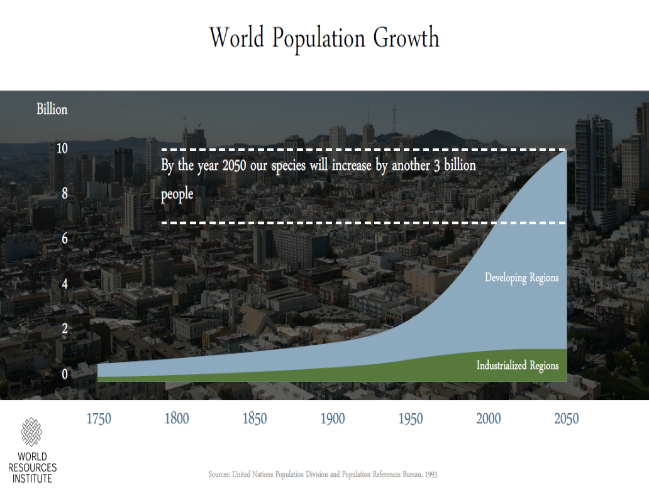 World Population Growth
Billion
10
By the year 2050 our species will increase by another 3 billion
people
8
6
4
Developing Regions
2
Industrialized Regions
0
1750 1800 1850 1900 1950 2000 2050
WORLD
RESOURCES
INSTITUTE
Sources: United Nations Population Division and Population References Bureau, 1993